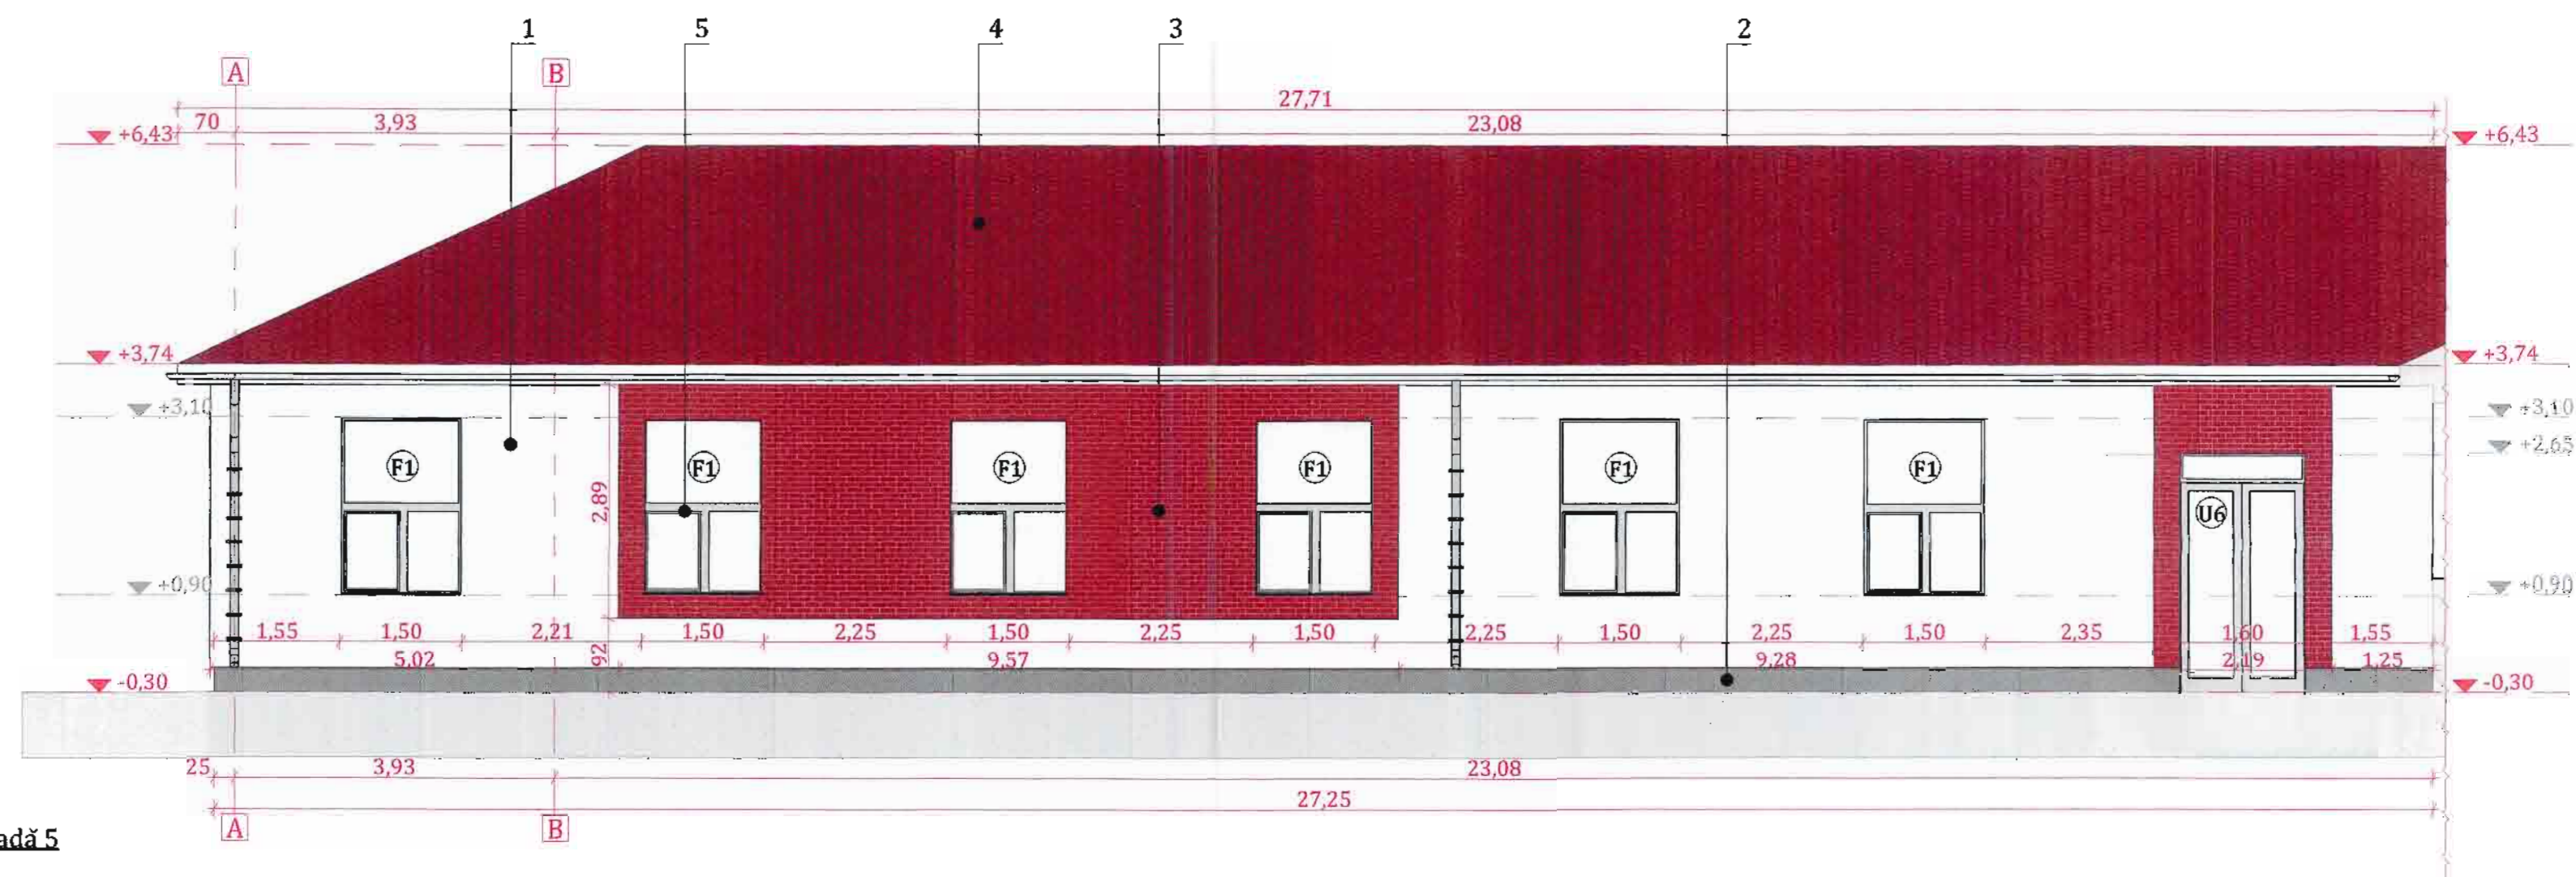 1 5 4 3 2
A B
27,71
70 3,93 23,08
+6,43 +6,43
+3,74 +3,74
+3,10 +3,10
+2,65
F1 F1 F1 F1 F1 F1
U6
2,89
+0,90 +0,90
1,55 1,50 2,21 1,50 2,25 1,50 2,25 1,50 2,25 1,50 2,25 1,50 2,35 1,60 1,55
92
5,02 9,57 9,28 2,19 1,25
-0,30 -0,30
25 3,93 23,08
27,25
A B
adă 5